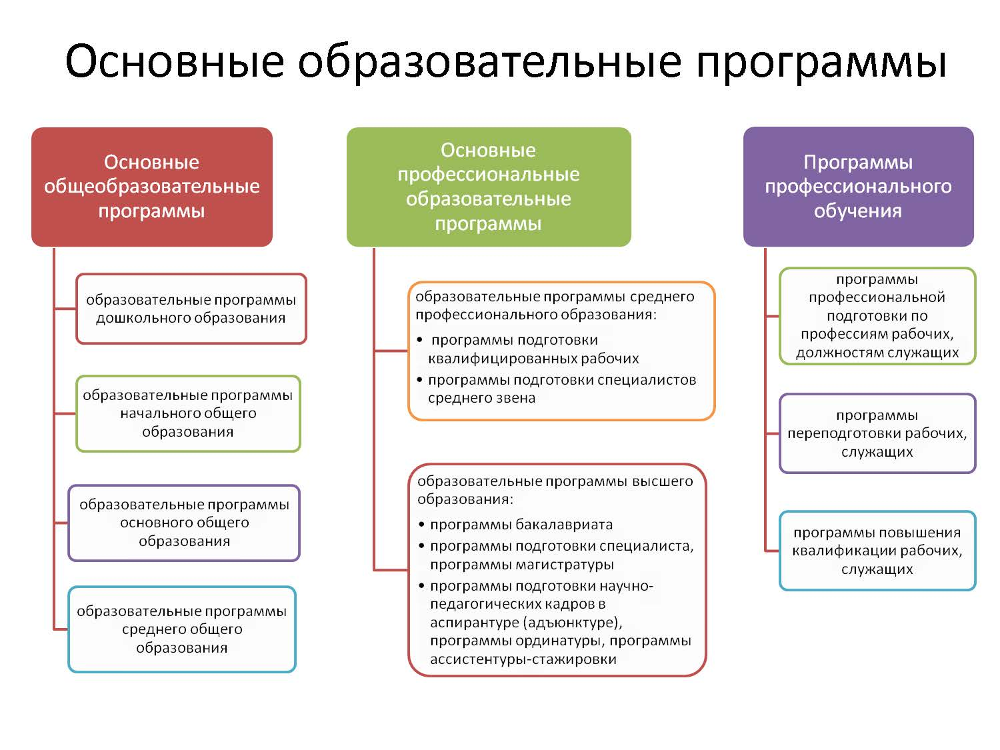 Основные образовательные программы
Основные
общеобразовательные
программы
образовательные программы
дошкольного образования
образовательные программы
начального общего
образования
образовательные программы
основного общего
образования
образовательные программы
среднего общего
образования
Основные
профессиональные
образовательные
программы
образовательные программы среднего
профессионального образования:
• программы подготовки
квалифицированных рабочих
• программы подготовки специалистов
среднего звена
образовательные программы высшего
образования:
• программы бакалавриата
• программы подготовки специалиста,
программы магистратуры
• программы подготовки научно-
педагогических кадров в
аспирантуре (адъюнктуре),
программы ординатуры, программы
ассистентуры-стажировки
Программы
профессионального
обучения
программы
профессиональной
подготовки по
профессиям рабочих,
должностям служащих
программы
переподготовки рабочих,
служащих
программы повышения
квалификации рабочих,
служащих